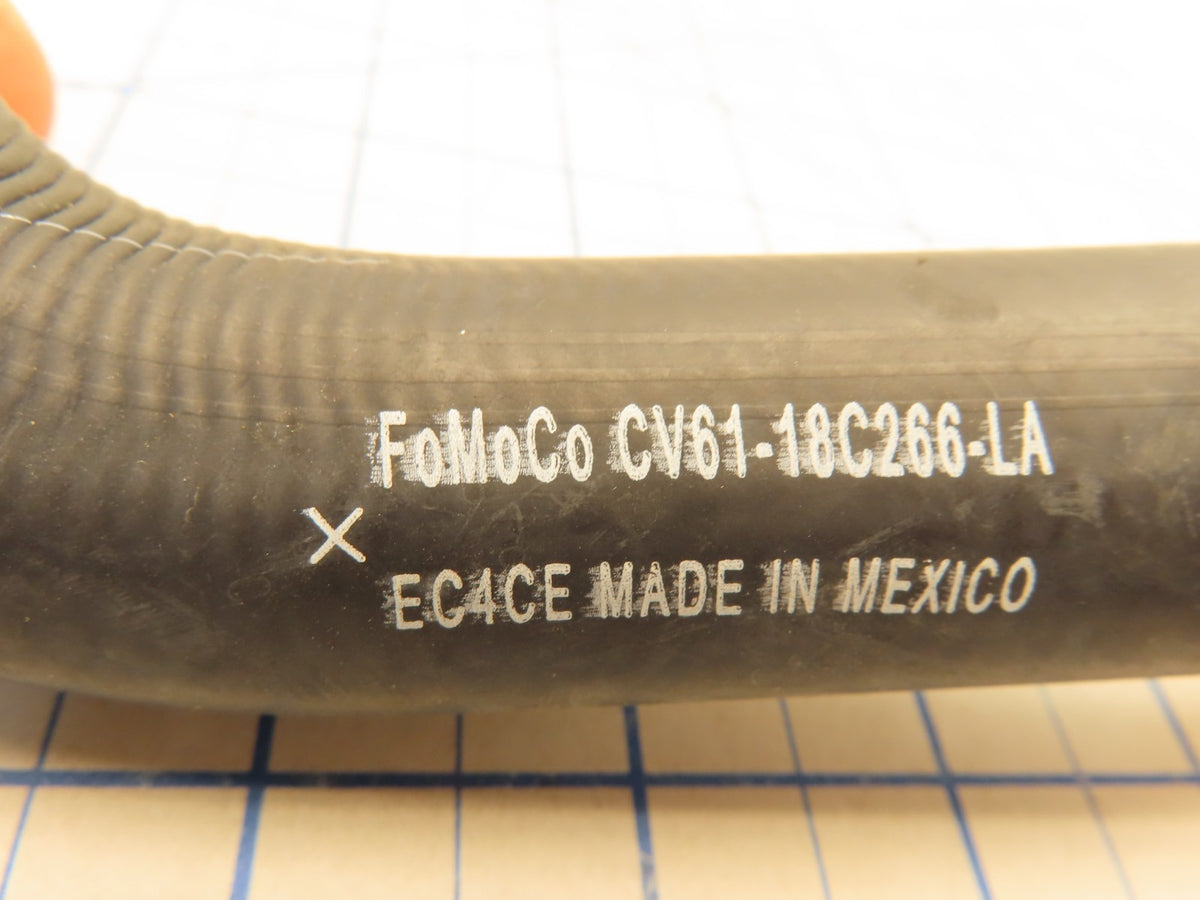 FoMoCo CV61-18C266-LA
X
EC4CE MADE IN MEXICO